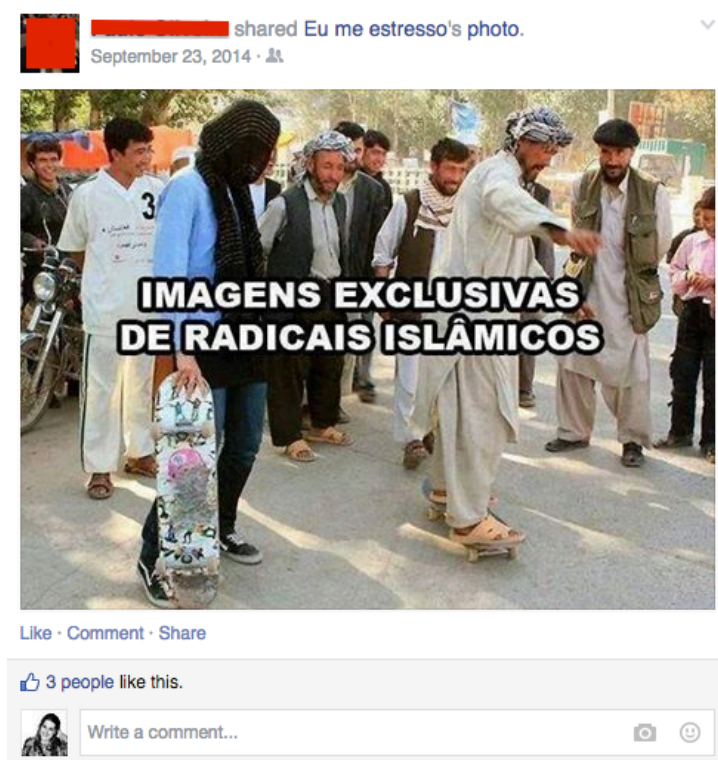 shared Eu me estresso's photo.
September 23, 2014
3
IMAGENS EXCLUSIVAS
DE RADICAIS ISLÂMICOS
Like · Comment · Share
3 people like this.
Write a comment...